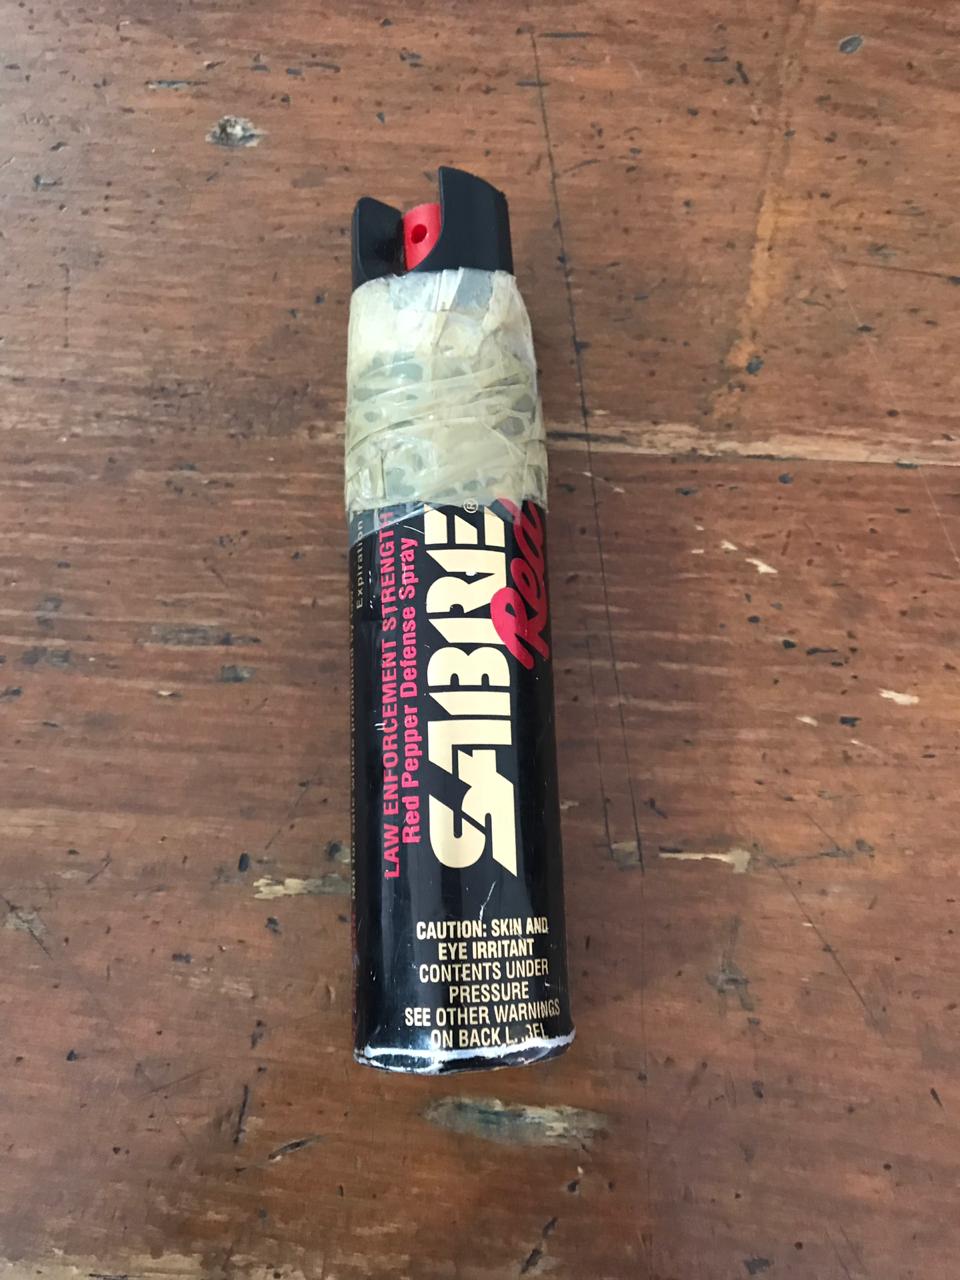 Expiration
LAW ENFORCEMENT STRENGTH
Red Pepper Defense Spray
SABRE®
Red
CAUTION: SKIN AND
EYE IRRITANT
CONTENTS UNDER
PRESSURE
SEE OTHER WARNINGS
ON BACK